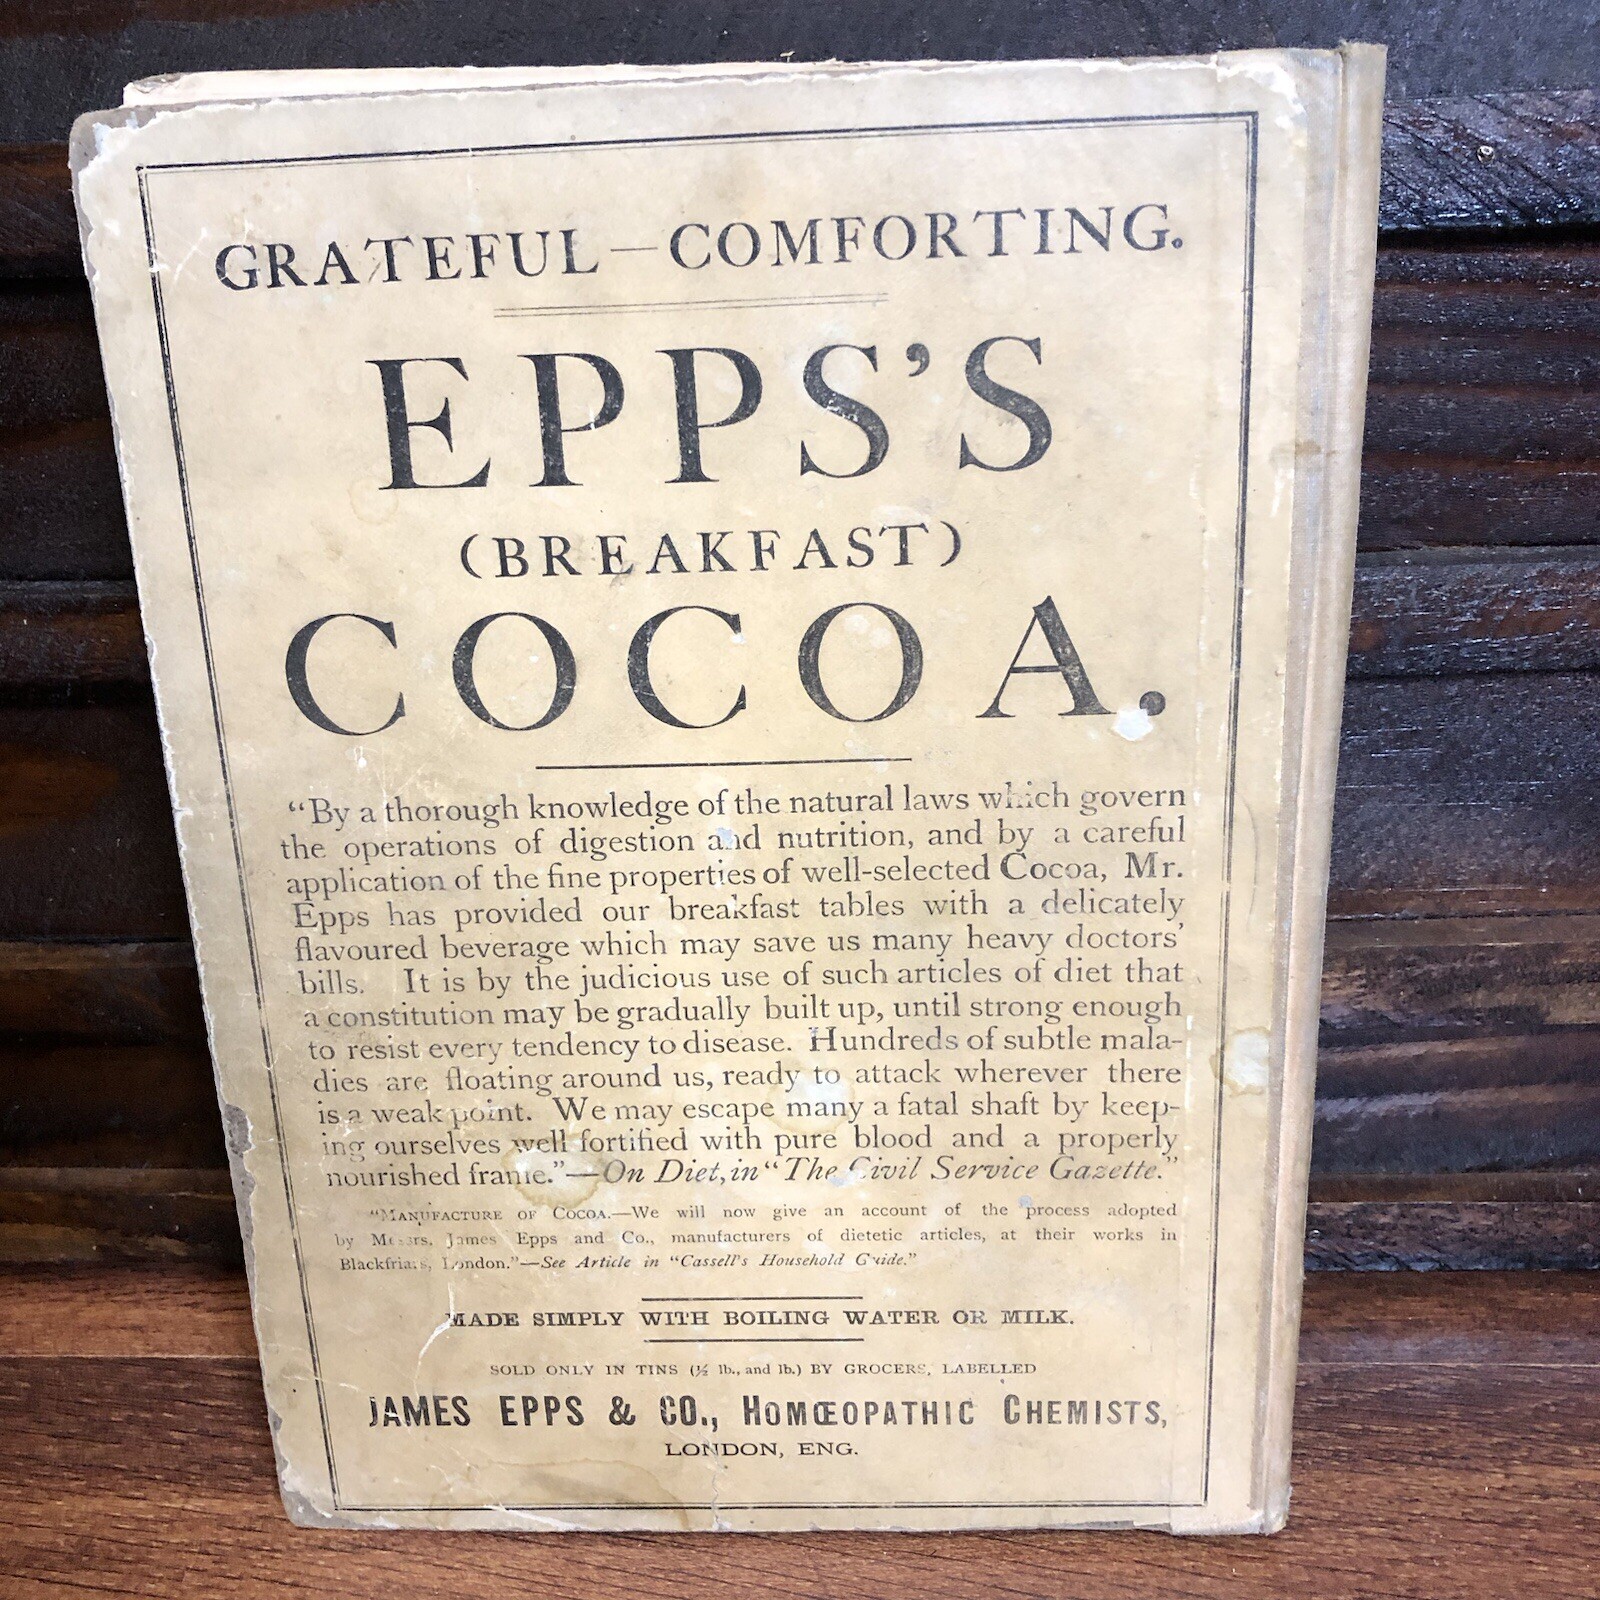 GRATEFUL—COMFORTING.
EPPS'S
(BREAKFAST)
COCOA.
"By a thorough knowledge of the natural laws which govern
the operations of digestion and nutrition, and by a careful
application of the fine properties of well-selected Cocoa, Mr.
Epps has provided our breakfast tables with a delicately
flavoured beverage which may save us many heavy doctors'
bills. It is by the judicious use of such articles of diet that
a constitution may be gradually built up, until strong enough
to resist every tendency to disease. Hundreds of subtle mala-
dies are floating around us, ready to attack wherever there
is a weak point. We may escape many a fatal shaft by keep-
ing ourselves well fortified with pure blood and a properly
nourished frame."—On Diet, in "The Civil Service Gazette."
"MANUFACTURE OF COCOA.—We will now give an account of the process adopted
by Messrs. James Epps and Co., manufacturers of dietetic articles, at their works in
Blackfriars, London."—See Article in "Cassell's Household Guide."
MADE SIMPLY WITH BOILING WATER OR MILK.
SOLD ONLY IN TINS (½ lb., and lb.) BY GROCERS, LABELLED
JAMES EPPS & CO., HOMŒOPATHIC CHEMISTS,
LONDON, ENG.